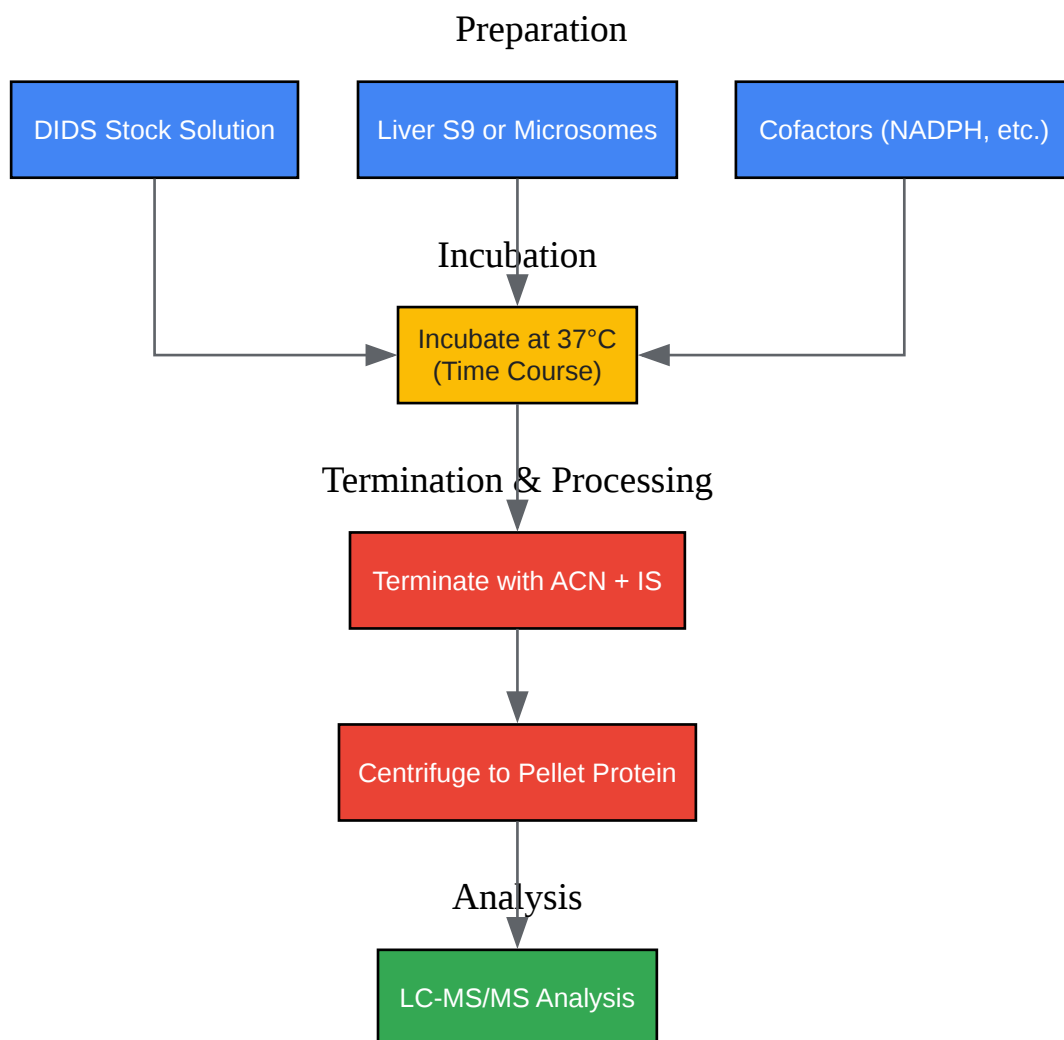 Preparation
DIDS Stock Solution
Liver S9 or Microsomes
Cofactors (NADPH, etc.)
Incubation
Incubate at 37°C
(Time Course)
Termination & Processing
Terminate with ACN + IS
Centrifuge to Pellet Protein
Analysis
LC-MS/MS Analysis